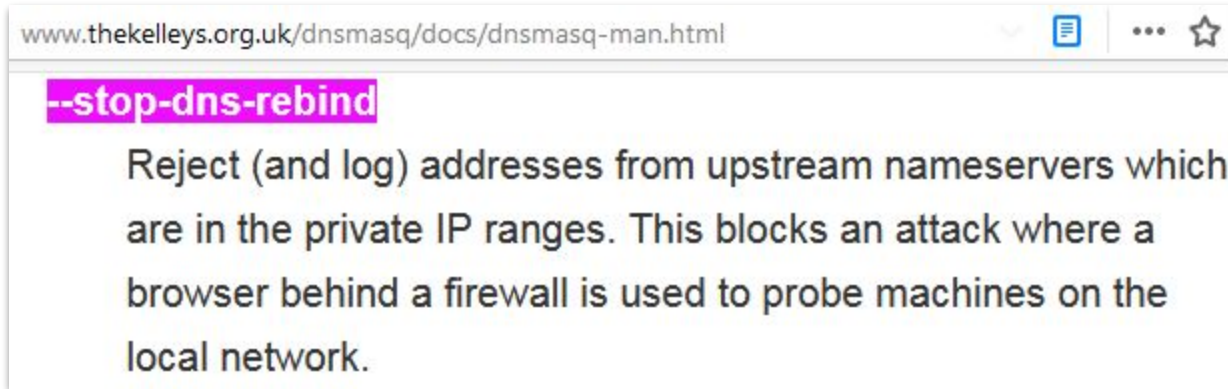 www.thekelleys.org.uk/dnsmasq/docs/dnsmasq-man.html
--stop-dns-rebind
Reject (and log) addresses from upstream nameservers which
are in the private IP ranges. This blocks an attack where a
browser behind a firewall is used to probe machines on the
local network.